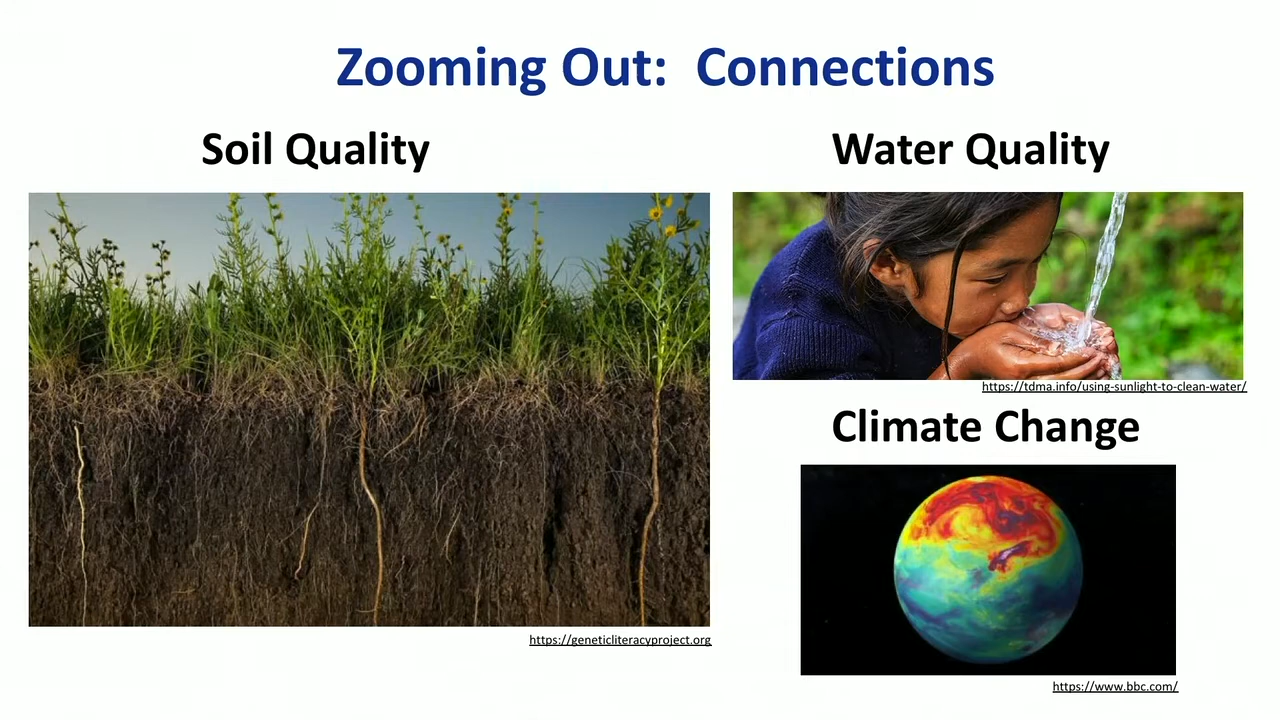 Zooming Out:  Connections
Soil Quality
https://geneticliteracyproject.org
Water Quality
https://tdma.info/using-sunlight-to-clean-water/
Climate Change
https://www.bbc.com/